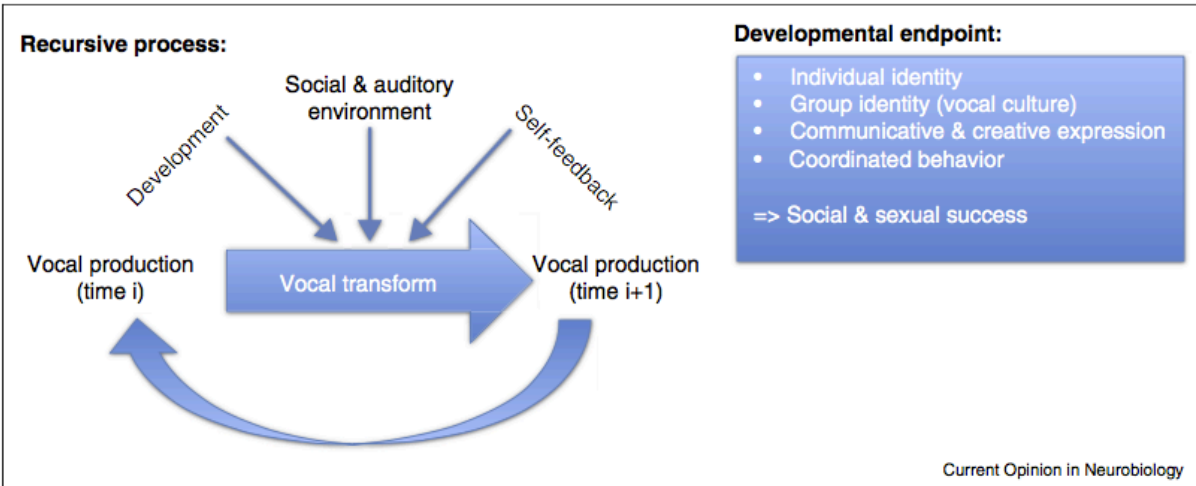 Recursive process:
Social & auditory
environment
Development
Self-feedback
Vocal production
(time i)
Vocal transform
Vocal production
(time i+1)
Developmental endpoint:
• Individual identity
• Group identity (vocal culture)
• Communicative & creative expression
• Coordinated behavior
=> Social & sexual success
Current Opinion in Neurobiology